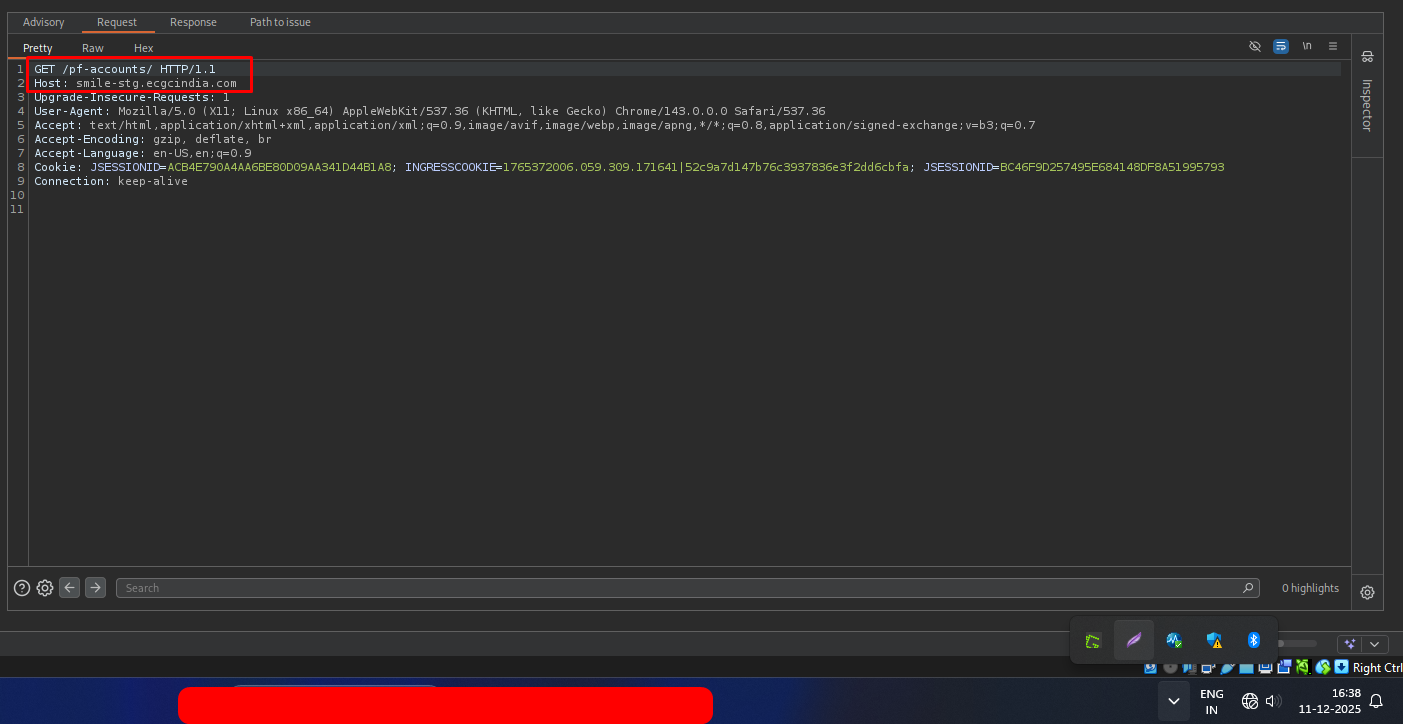 Advisory Request Response Path to issue
Pretty Raw Hex
\n
Inspector
1 GET /pf-accounts/ HTTP/1.1
2 Host: smile-stg.ecgcindia.com
3 Upgrade-Insecure-Requests: 1
4 User-Agent: Mozilla/5.0 (X11; Linux x86_64) AppleWebKit/537.36 (KHTML, like Gecko) Chrome/143.0.0.0 Safari/537.36
5 Accept: text/html,application/xhtml+xml,application/xml;q=0.9,image/avif,image/webp,image/apng,*/*;q=0.8,application/signed-exchange;v=b3;q=0.7
6 Accept-Encoding: gzip, deflate, br
7 Accept-Language: en-US,en;q=0.9
8 Cookie: JSESSIONID=ACB4E790A4AA6BE80D09AA341D44B1A8; INGRESSCOOKIE=1765372006.059.309.171641|52c9a7d147b76c3937836e3f2dd6cbfa; JSESSIONID=BC46F9D257495E684148DF8A51995793
9 Connection: keep-alive
10
11
Search 0 highlights
Right Ctrl
ENG 16:38
IN 11-12-2025